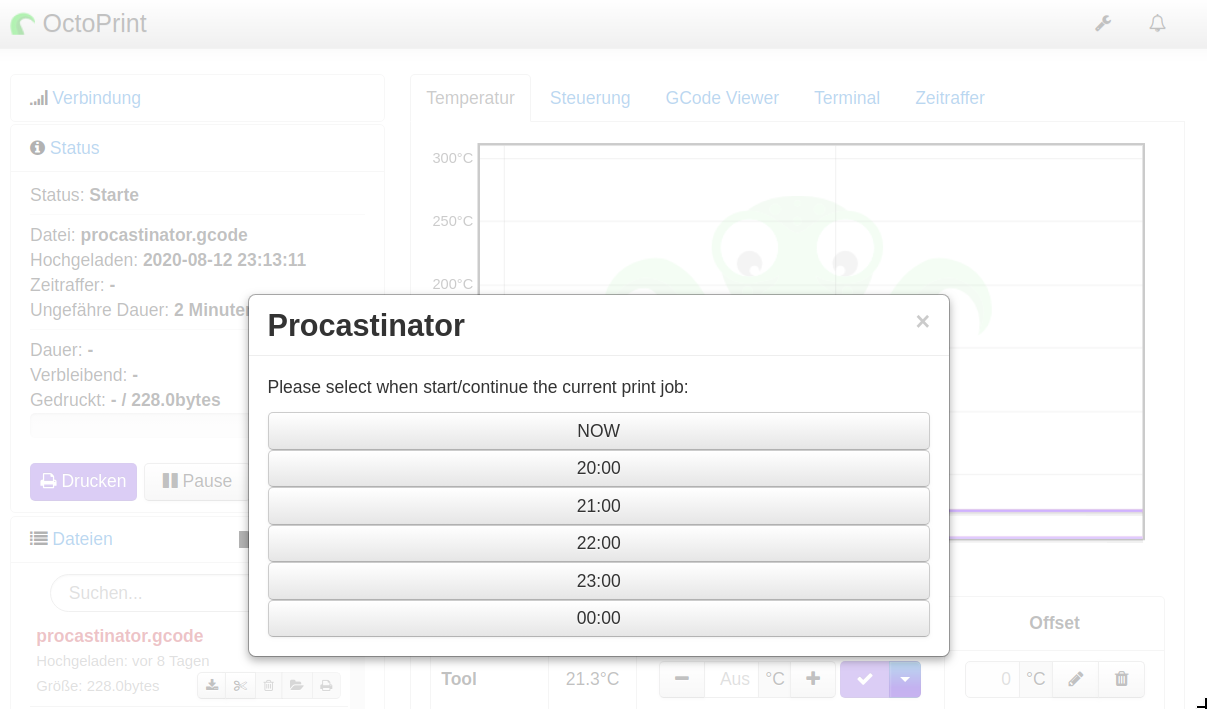 OctoPrint
Verbindung
Status
Status: Starte
Datei: procastinator.gcode
Hochgeladen: 2020-08-12 23:13:11
Zeitraffer: -
Ungefähre Dauer: 2 Minuten
Dauer: -
Verbleibend: -
Gedruckt: - / 228.0bytes
Drucken Pause
Dateien
Suchen...
procastinator.gcode
Hochgeladen: vor 8 Tagen
Größe: 228.0bytes
Temperatur Steuerung GCode Viewer Terminal Zeitraffer
300°C
250°C
200°C
Procastinator ×
Please select when start/continue the current print job:
NOW
20:00
21:00
22:00
23:00
00:00
Offset
Tool 21.3°C Aus °C 0 °C